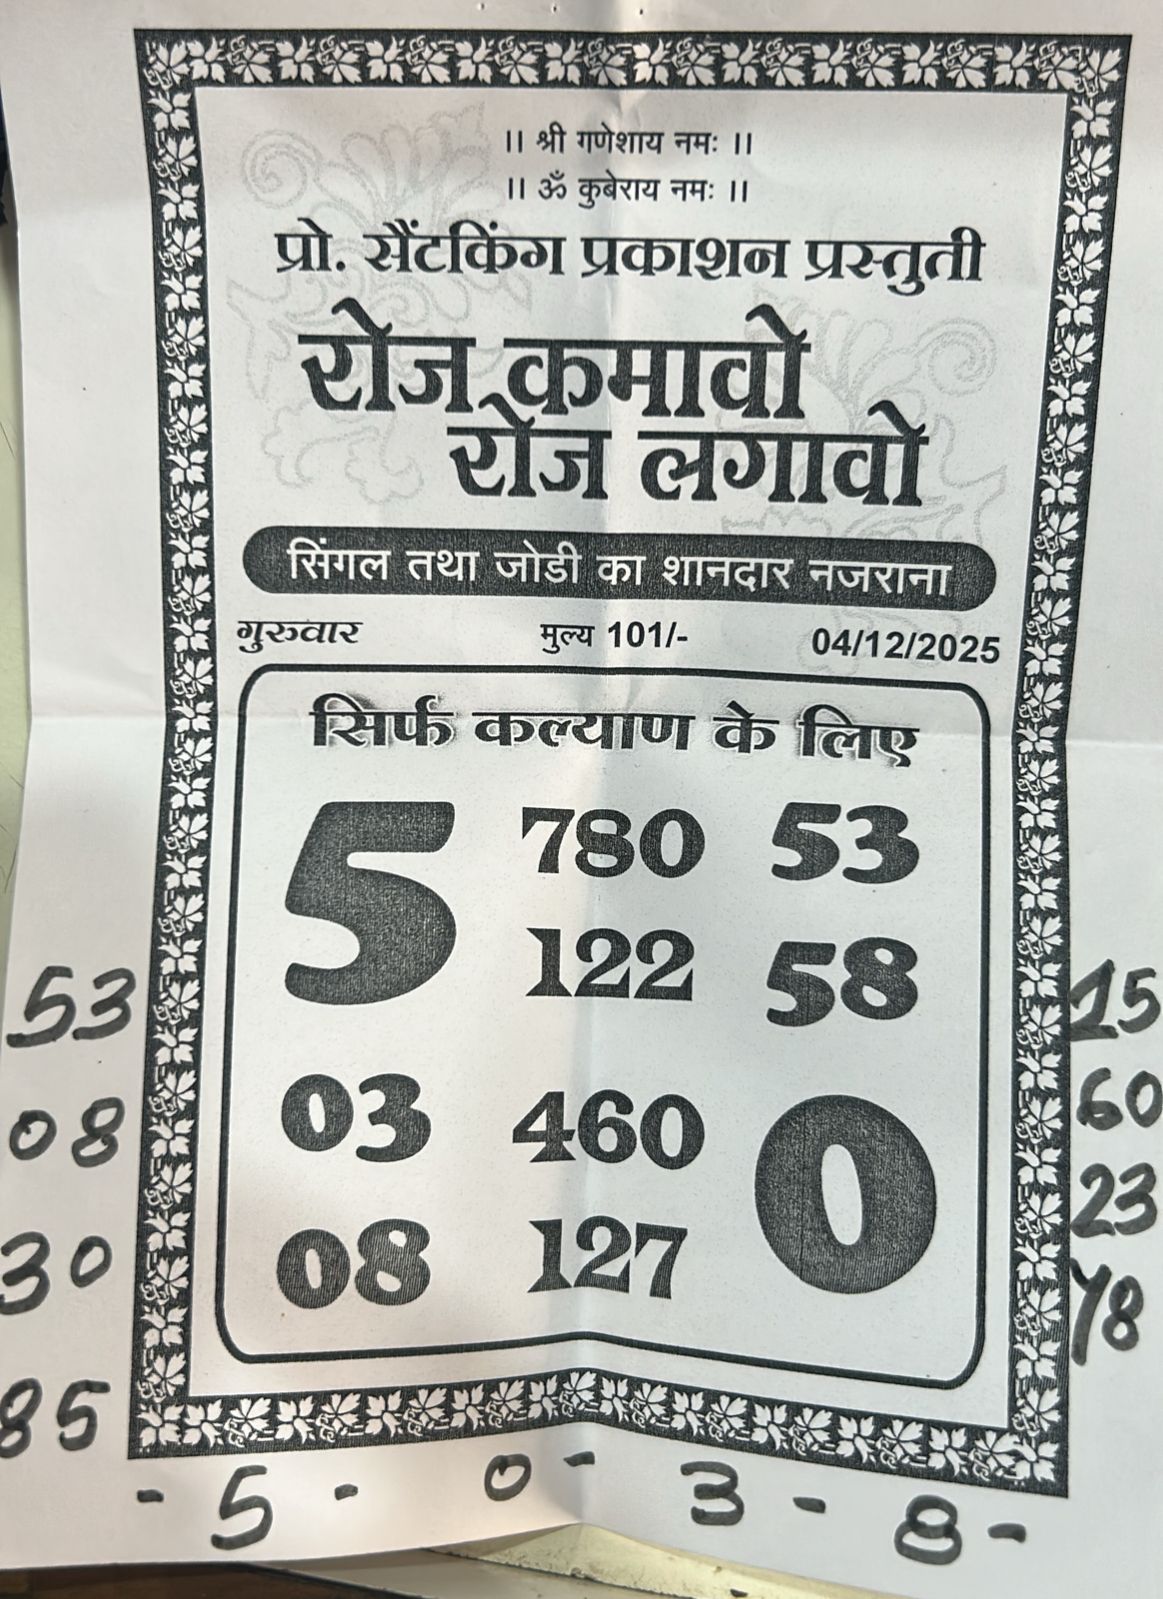 ।। श्री गणेशाय नमः ।।
।। ॐ कुबेराय नमः ।।
प्रो. सैंटकिंग प्रकाशन प्रस्तुती
रोज कमावो
रोज लगावो
सिंगल तथा जोडी का शानदार नजराना
गुरुवार मुल्य 101/- 04/12/2025
सिर्फ कल्याण के लिए
5 780 53
122 58
03 460 0
08 127
53
08
30
85
15
60
23
78
- 5 - 0 - 3 - 8 -